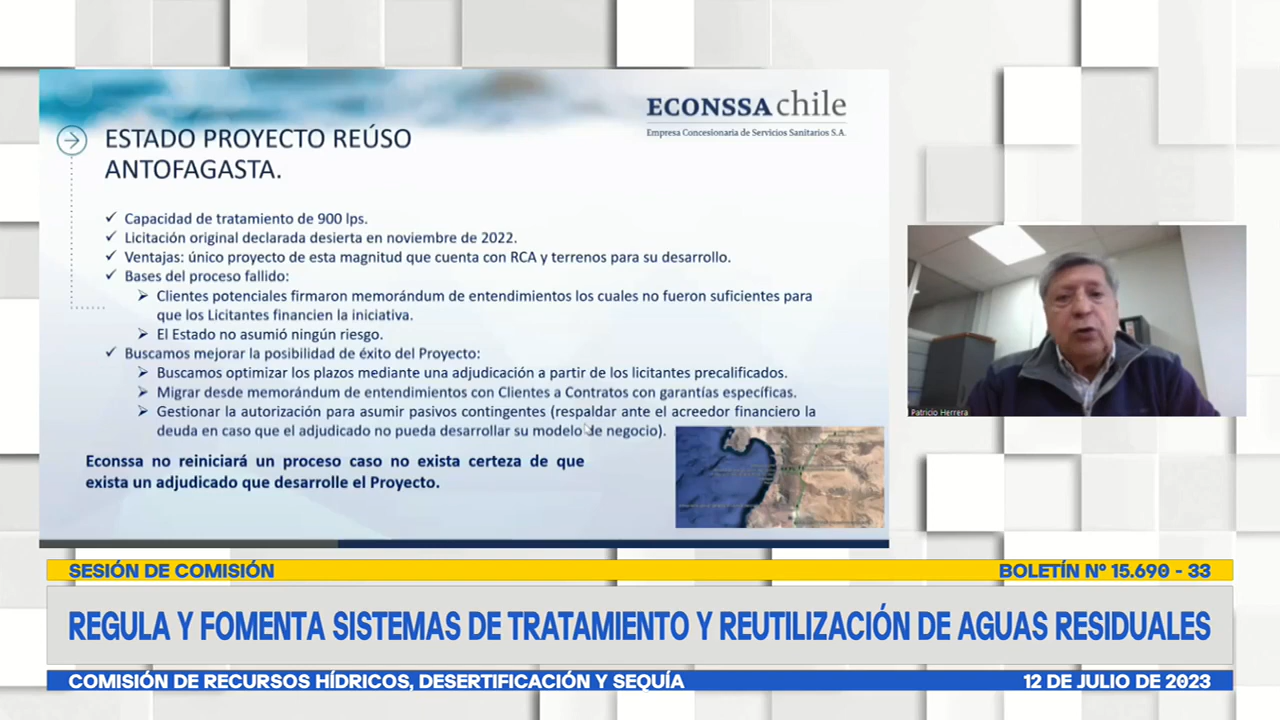 ECONSSA chile
Empresa Concesionaria de Servicios Sanitarios S.A.
ESTADO PROYECTO REÚSO
ANTOFAGASTA.
✓ Capacidad de tratamiento de 900 lps.
✓ Licitación original declarada desierta en noviembre de 2022.
✓ Ventajas: único proyecto de esta magnitud que cuenta con RCA y terrenos para su desarrollo.
✓ Bases del proceso fallido:
➢ Clientes potenciales firmaron memorándum de entendimientos los cuales no fueron suficientes para
que los Licitantes financien la iniciativa.
➢ El Estado no asumió ningún riesgo.
✓ Buscamos mejorar la posibilidad de éxito del Proyecto:
➢ Buscamos optimizar los plazos mediante una adjudicación a partir de los licitantes precalificados.
➢ Migrar desde memorándum de entendimientos con Clientes a Contratos con garantías específicas.
➢ Gestionar la autorización para asumir pasivos contingentes (respaldar ante el acreedor financiero la
deuda en caso que el adjudicado no pueda desarrollar su modelo de negocio).
Econssa no reiniciará un proceso caso no exista certeza de que
exista un adjudicado que desarrolle el Proyecto.
Patricio Herrera
SESIÓN DE COMISIÓN
BOLETÍN N° 15.690 - 33
REGULA Y FOMENTA SISTEMAS DE TRATAMIENTO Y REUTILIZACIÓN DE AGUAS RESIDUALES
COMISIÓN DE RECURSOS HÍDRICOS, DESERTIFICACIÓN Y SEQUÍA
12 DE JULIO DE 2023